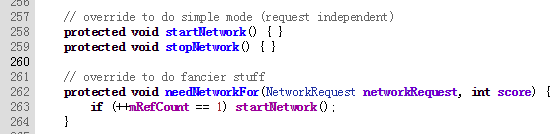 256
257 // override to do simple mode (request independent)
258 protected void startNetwork() { }
259 protected void stopNetwork() { }
260
261 // override to do fancier stuff
262 protected void needNetworkFor(NetworkRequest networkRequest, int score) {
263 if (++mRefCount == 1) startNetwork();
264 }